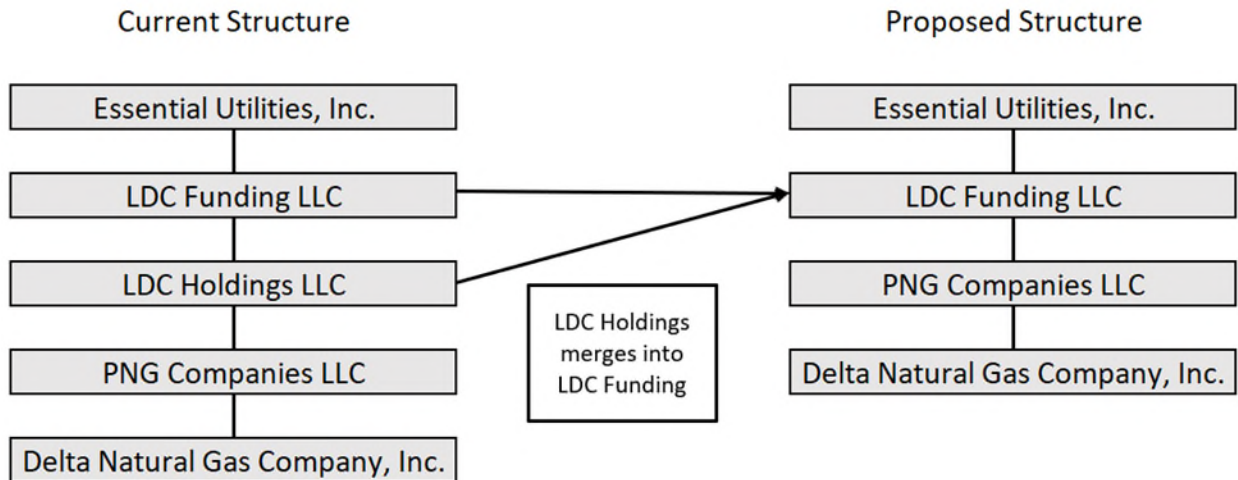 Current Structure
Proposed Structure
Essential Utilities, Inc.
LDC Funding LLC
LDC Holdings LLC
PNG Companies LLC
Delta Natural Gas Company, Inc.
LDC Holdings
merges into
LDC Funding
Essential Utilities, Inc.
LDC Funding LLC
PNG Companies LLC
Delta Natural Gas Company, Inc.